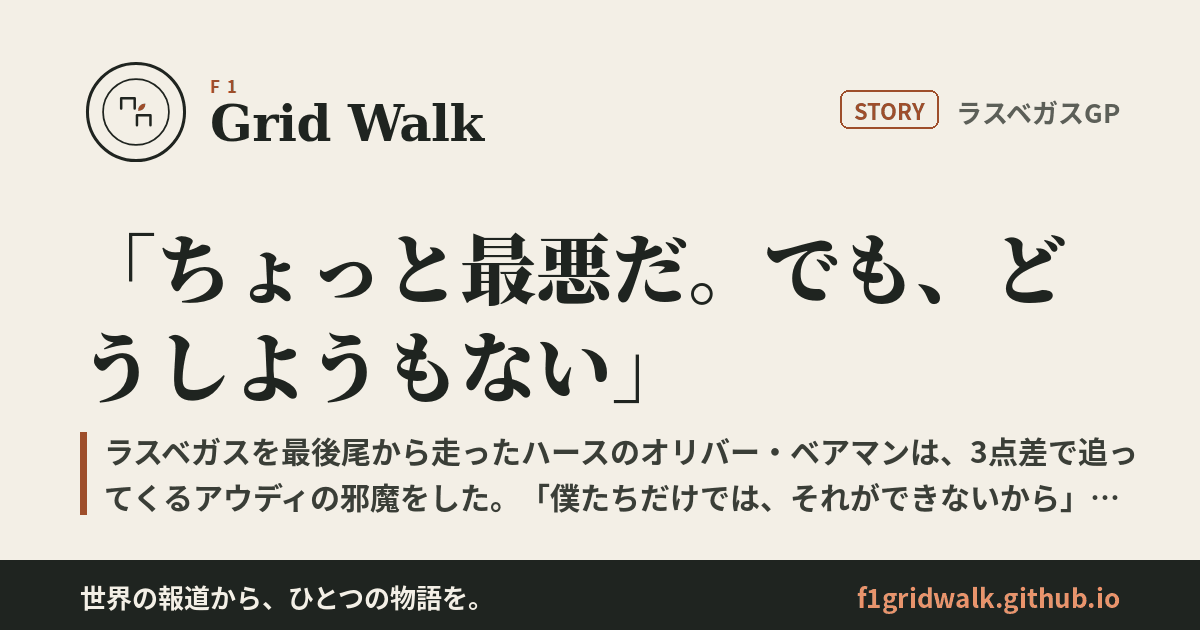 F1
Grid Walk
STORY ラスベガスGP
「ちょっと最悪だ。でも、ど
うしようもない」
ラスベガスを最後尾から走ったハースのオリバー・ベアマンは、3点差で追っ
てくるアウディの邪魔をした。「僕たちだけでは、それができないから」…
世界の報道から、ひとつの物語を。
f1gridwalk.github.io